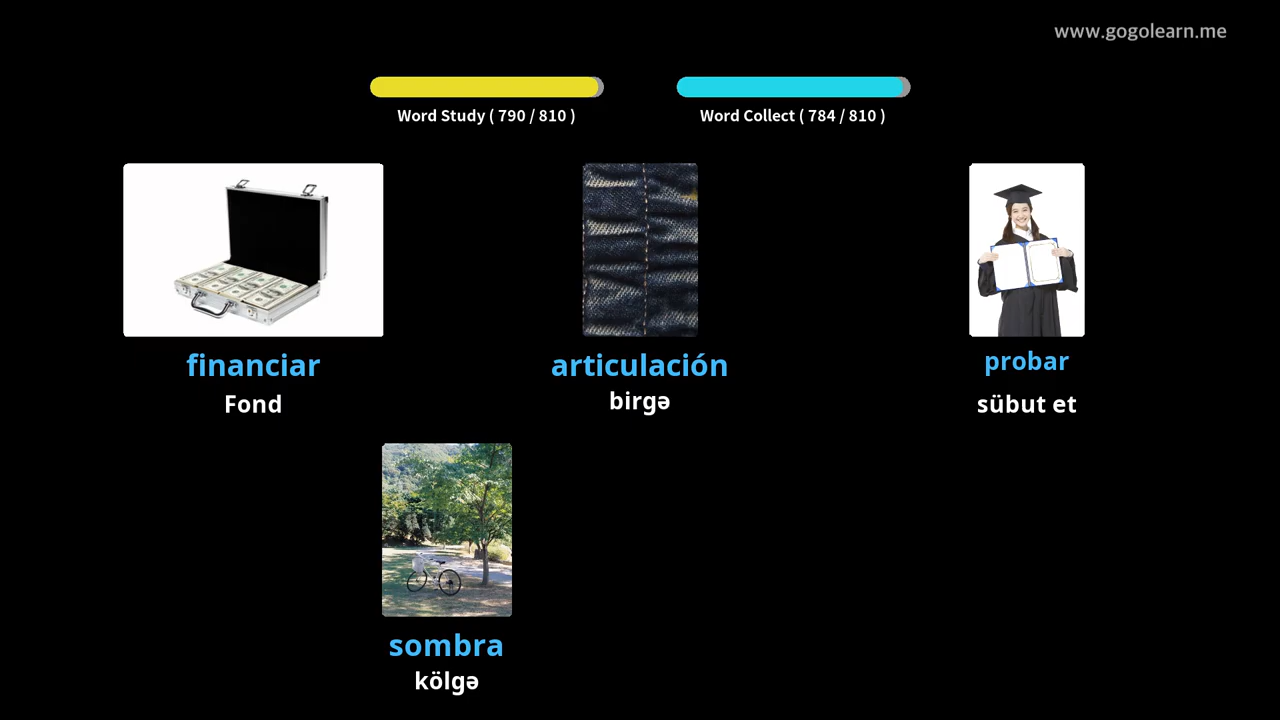 www.gogolearn.me
Word Study ( 790 / 810 )
Word Collect ( 784 / 810 )
financiar
Fond
articulación
birgə
probar
sübut et
sombra
kölgə